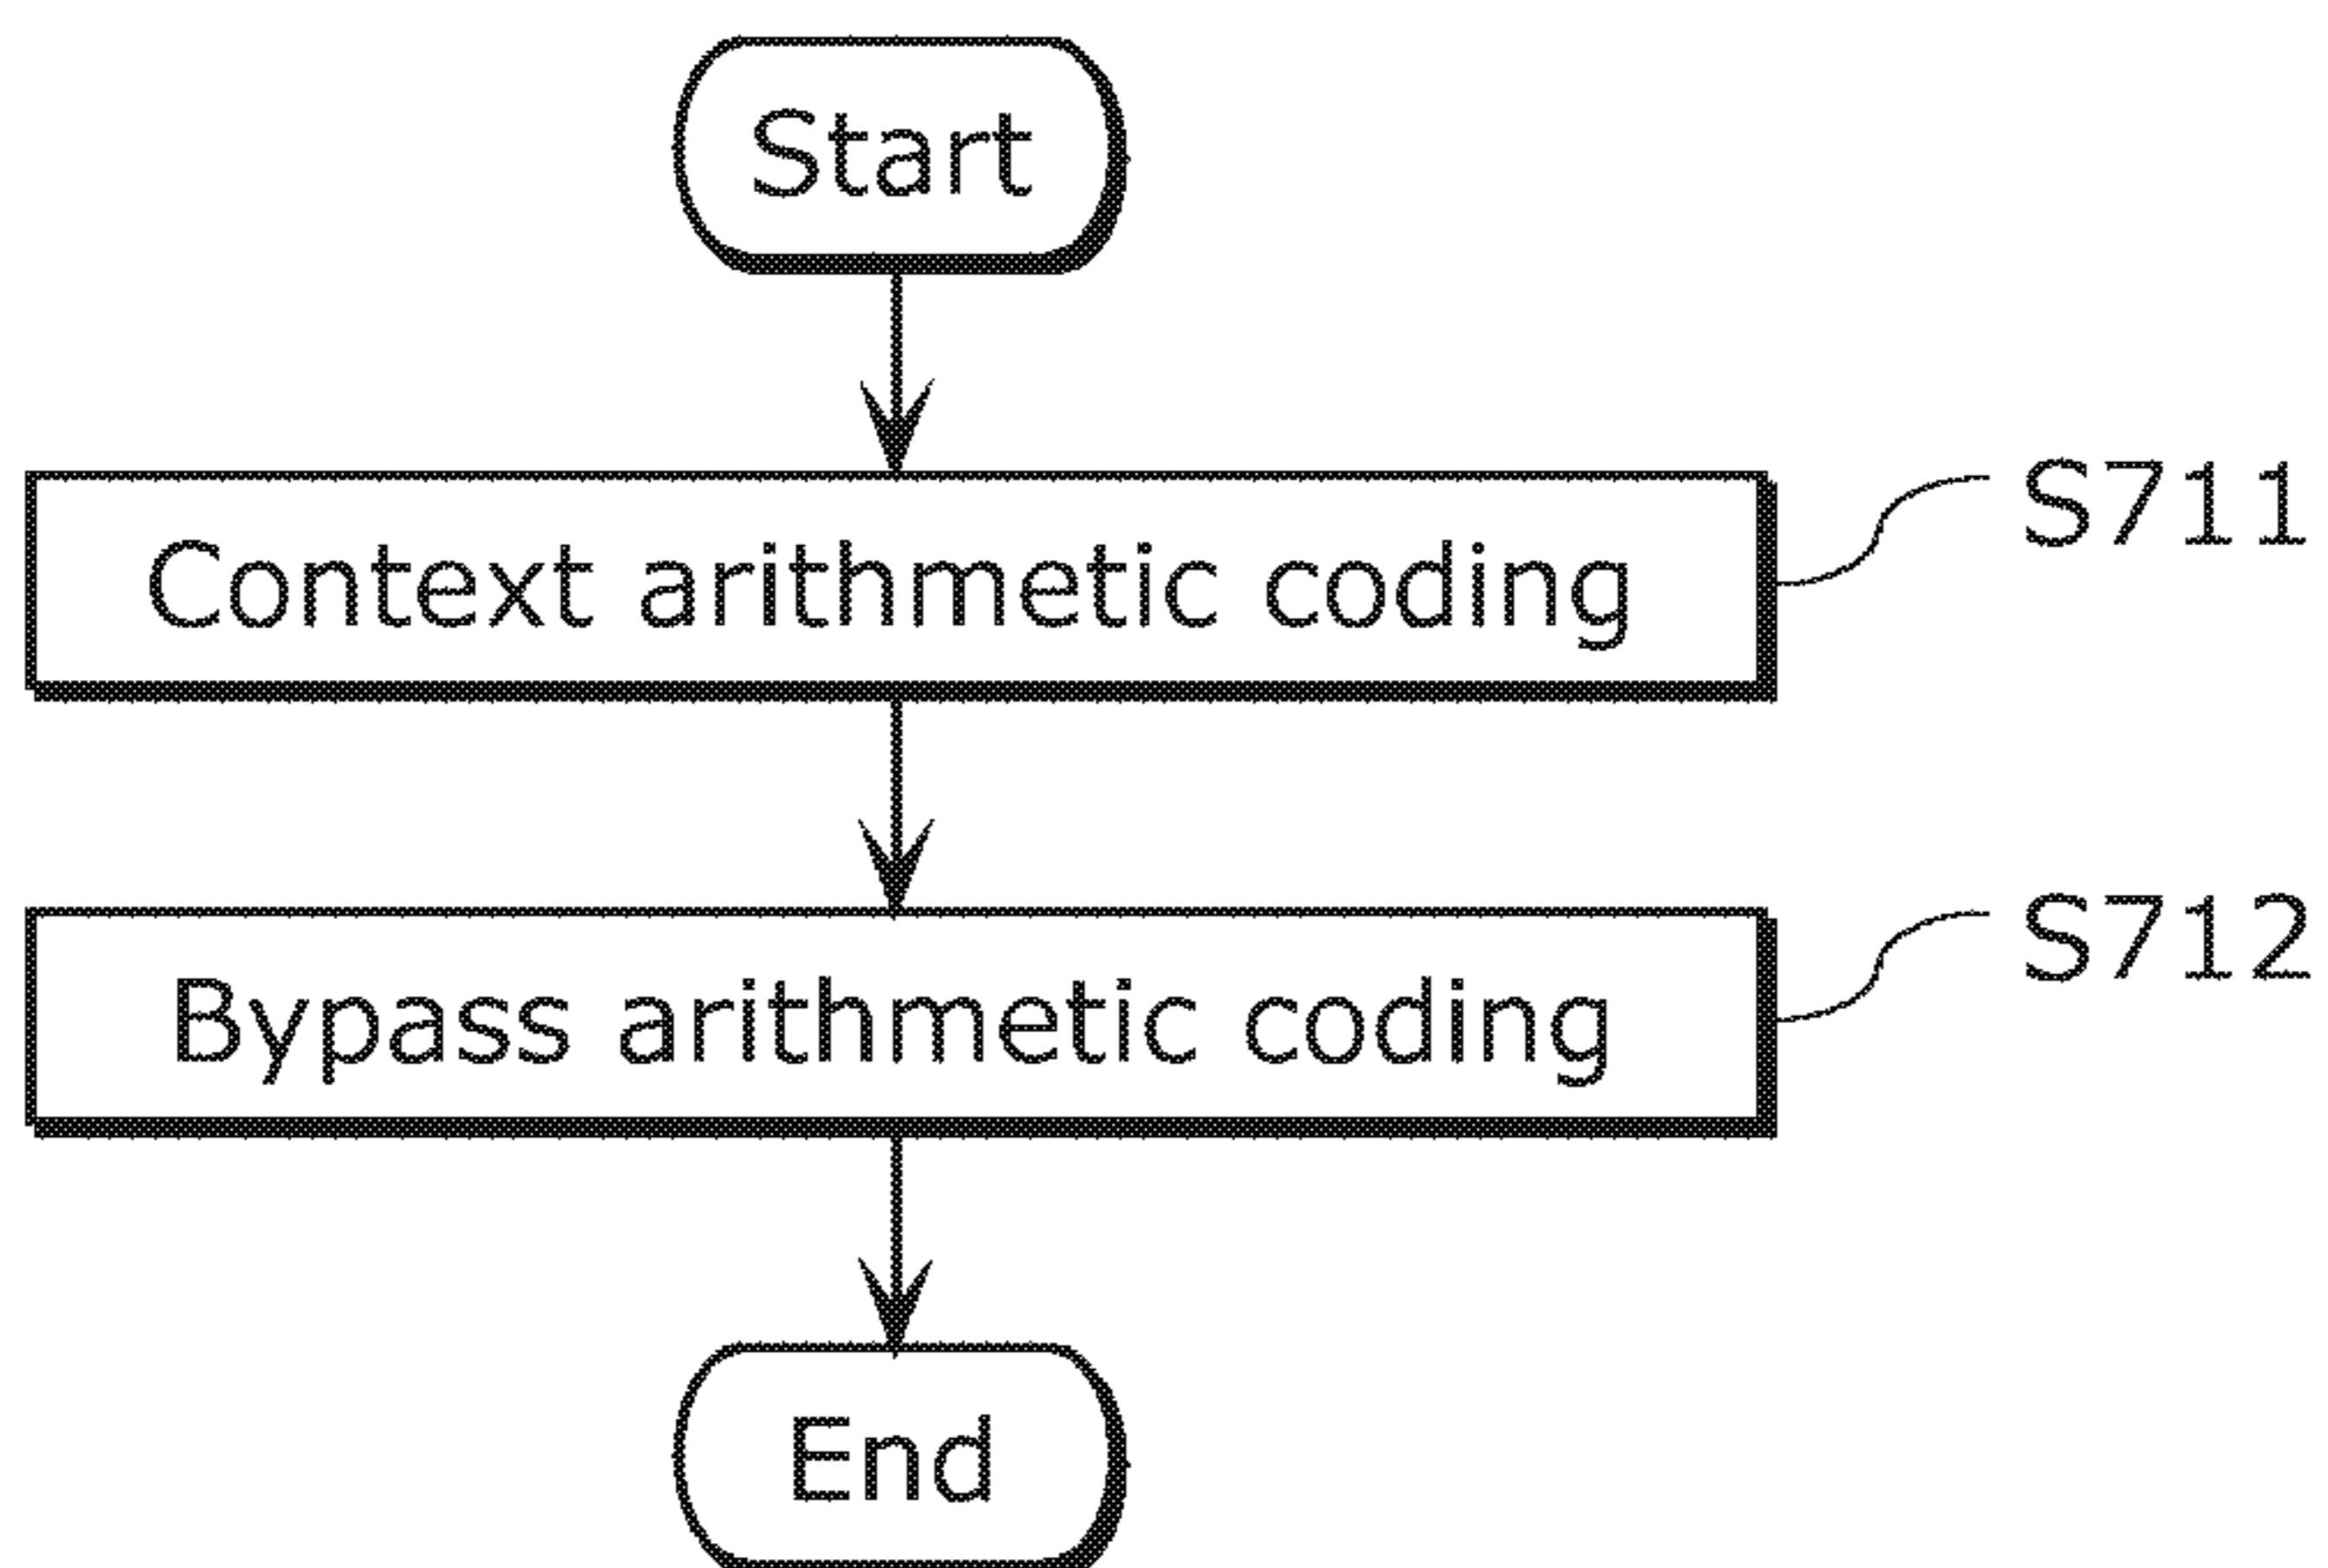 Start
Context arithmetic coding
S711
Bypass arithmetic coding
S712
End